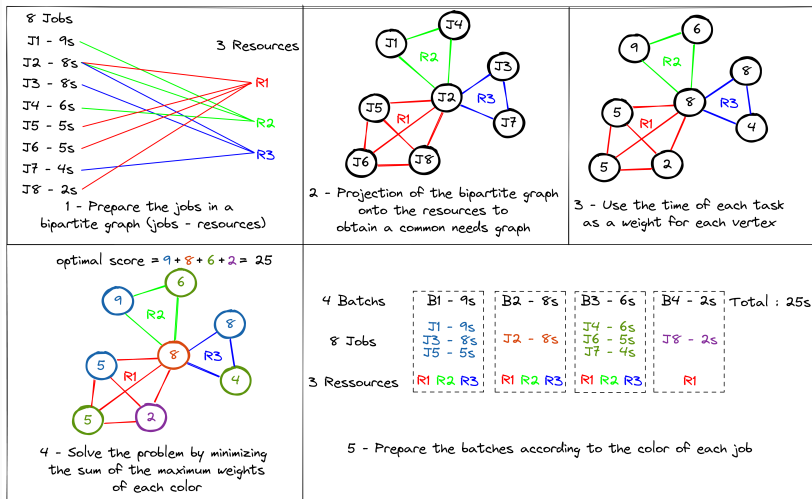 8 Jobs
J1 - 9s
J2 - 8s
J3 - 8s
J4 - 6s
J5 - 5s
J6 - 5s
J7 - 4s
J8 - 2s
3 Resources
R1
R2
R3
1 - Prepare the jobs in a
bipartite graph (jobs - resources)
J4
J1
R2
J3
J2
R3
J5
R1
J7
J6
J8
2 - Projection of the bipartite graph
onto the resources to
obtain a common needs graph
6
9
R2
8
8
R3
5
R1
4
5
2
3 - Use the time of each task
as a weight for each vertex
optimal score = 9 + 8 + 6 + 2 = 25
6
9
R2
8
8
R3
5
R1
4
5
2
4 - Solve the problem by minimizing
the sum of the maximum weights
of each color
4 Batchs
8 Jobs
3 Ressources
B1 - 9s
J1 - 9s
J3 - 8s
J5 - 5s
R1 R2 R3
B2 - 8s
J2 - 8s
R1 R2 R3
B3 - 6s
J4 - 6s
J6 - 5s
J7 - 4s
R1 R2 R3
B4 - 2s
J8 - 2s
R1
Total : 25s
5 - Prepare the batches according to the color of each job